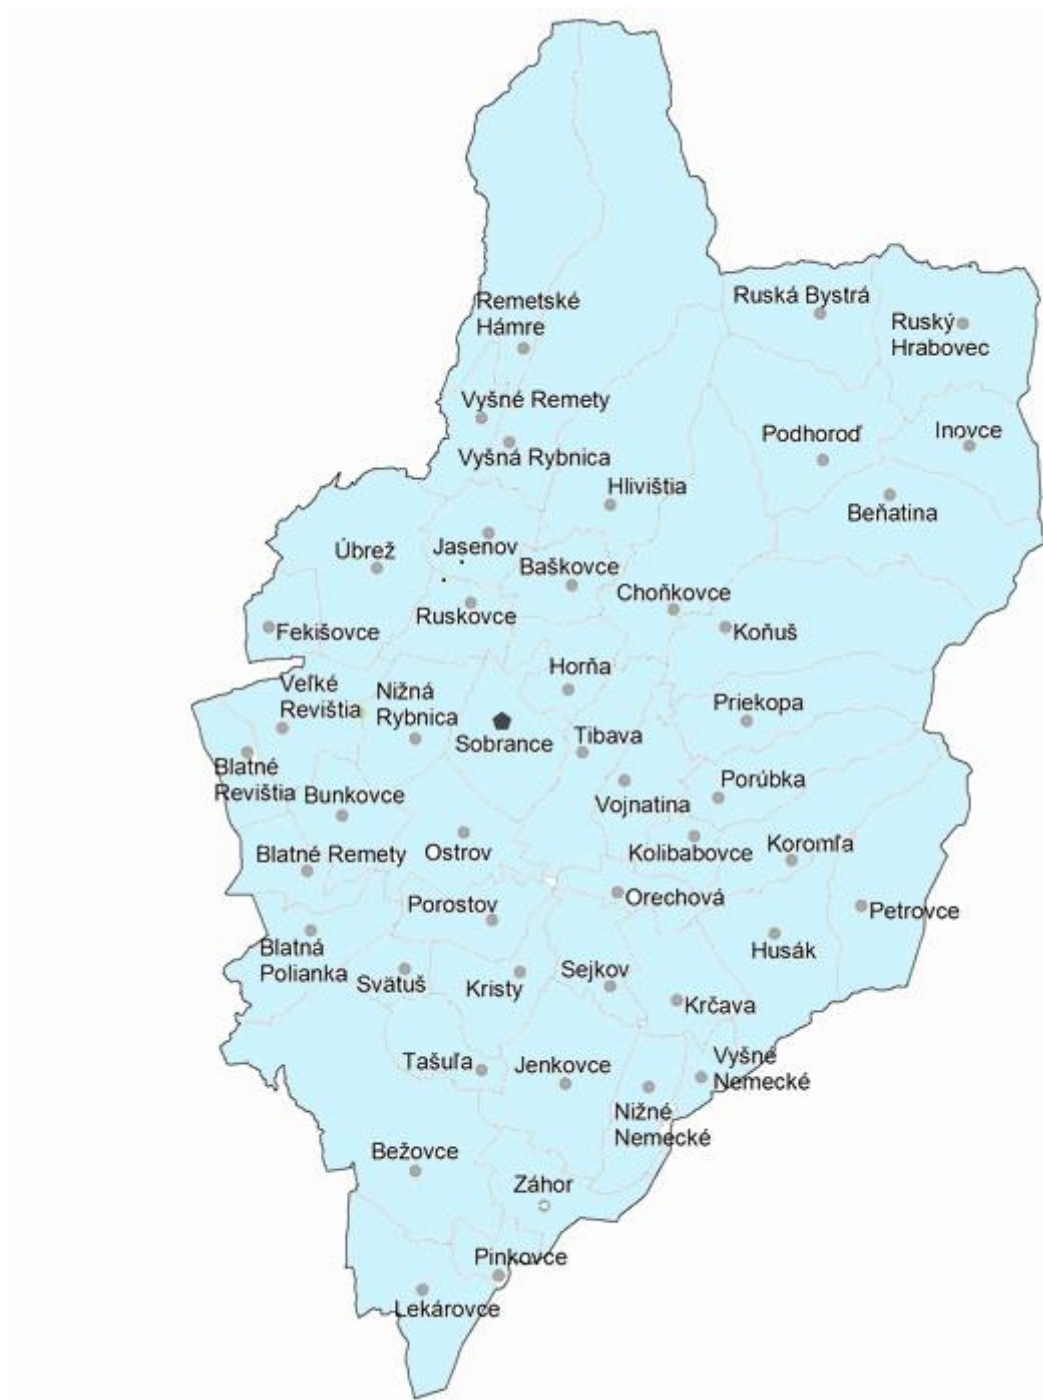 Ruská Bystrá
Remetské
Hámre
Ruský
Hrabovec
Vyšné Remety
Vyšná Rybnica
Podhoroď
Inovce
Hlivištia
Beňatina
Úbrež
Jasenov
Baškovce
Choňkovce
Ruskovce
Fekišovce
Koňuš
Horňa
Veľké
Revištia
Nižná
Rybnica
Priekopa
Sobrance
Tibava
Blatné
Revištia
Bunkovce
Vojnatina
Porúbka
Blatné Remety
Ostrov
Kolibabovce
Koromľa
Porostov
Orechová
Petrovce
Blatná
Polianka
Husák
Svätuš
Kristy
Sejkov
Krčava
Tašuľa
Jenkovce
Vyšné
Nemecké
Nižné
Nemecké
Bežovce
Záhor
Pinkovce
Lekárovce